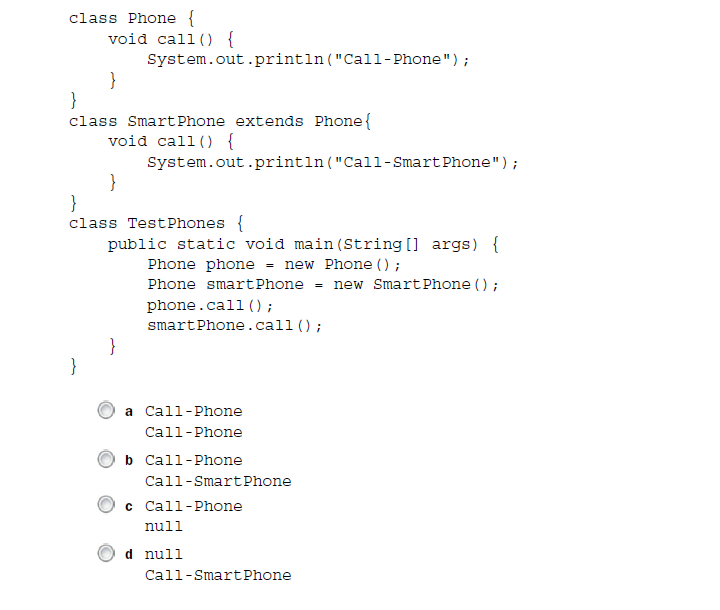 class Phone {
    void call() {
        System.out.println("Call-Phone");
    }
}
class SmartPhone extends Phone{
    void call() {
        System.out.println("Call-SmartPhone");
    }
}
class TestPhones {
    public static void main(String[] args) {
        Phone phone = new Phone();
        Phone smartPhone = new SmartPhone();
        phone.call();
        smartPhone.call();
    }
}
a Call-Phone
Call-Phone
b Call-Phone
Call-SmartPhone
c Call-Phone
null
d null
Call-SmartPhone